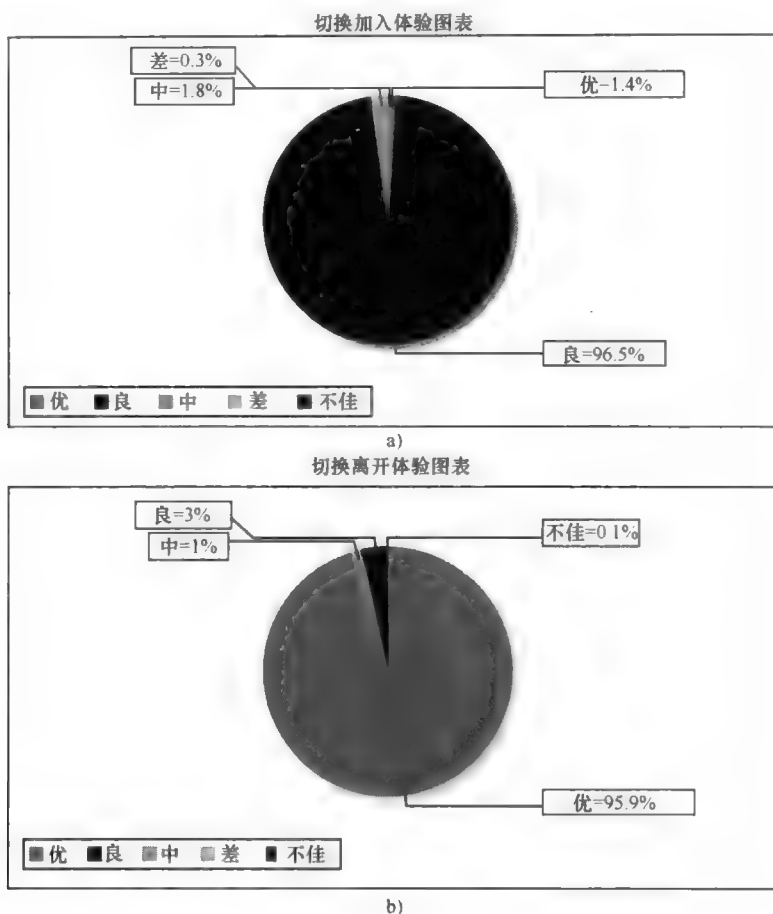 切换加入体验图表
差=0.3%
中=1.8%
优=1.4%
良=96.5%
优 良 中 差 不佳
a)
切换离开体验图表
良=3%
中=1%
不佳=0.1%
优=95.9%
优 良 中 差 不佳
b)